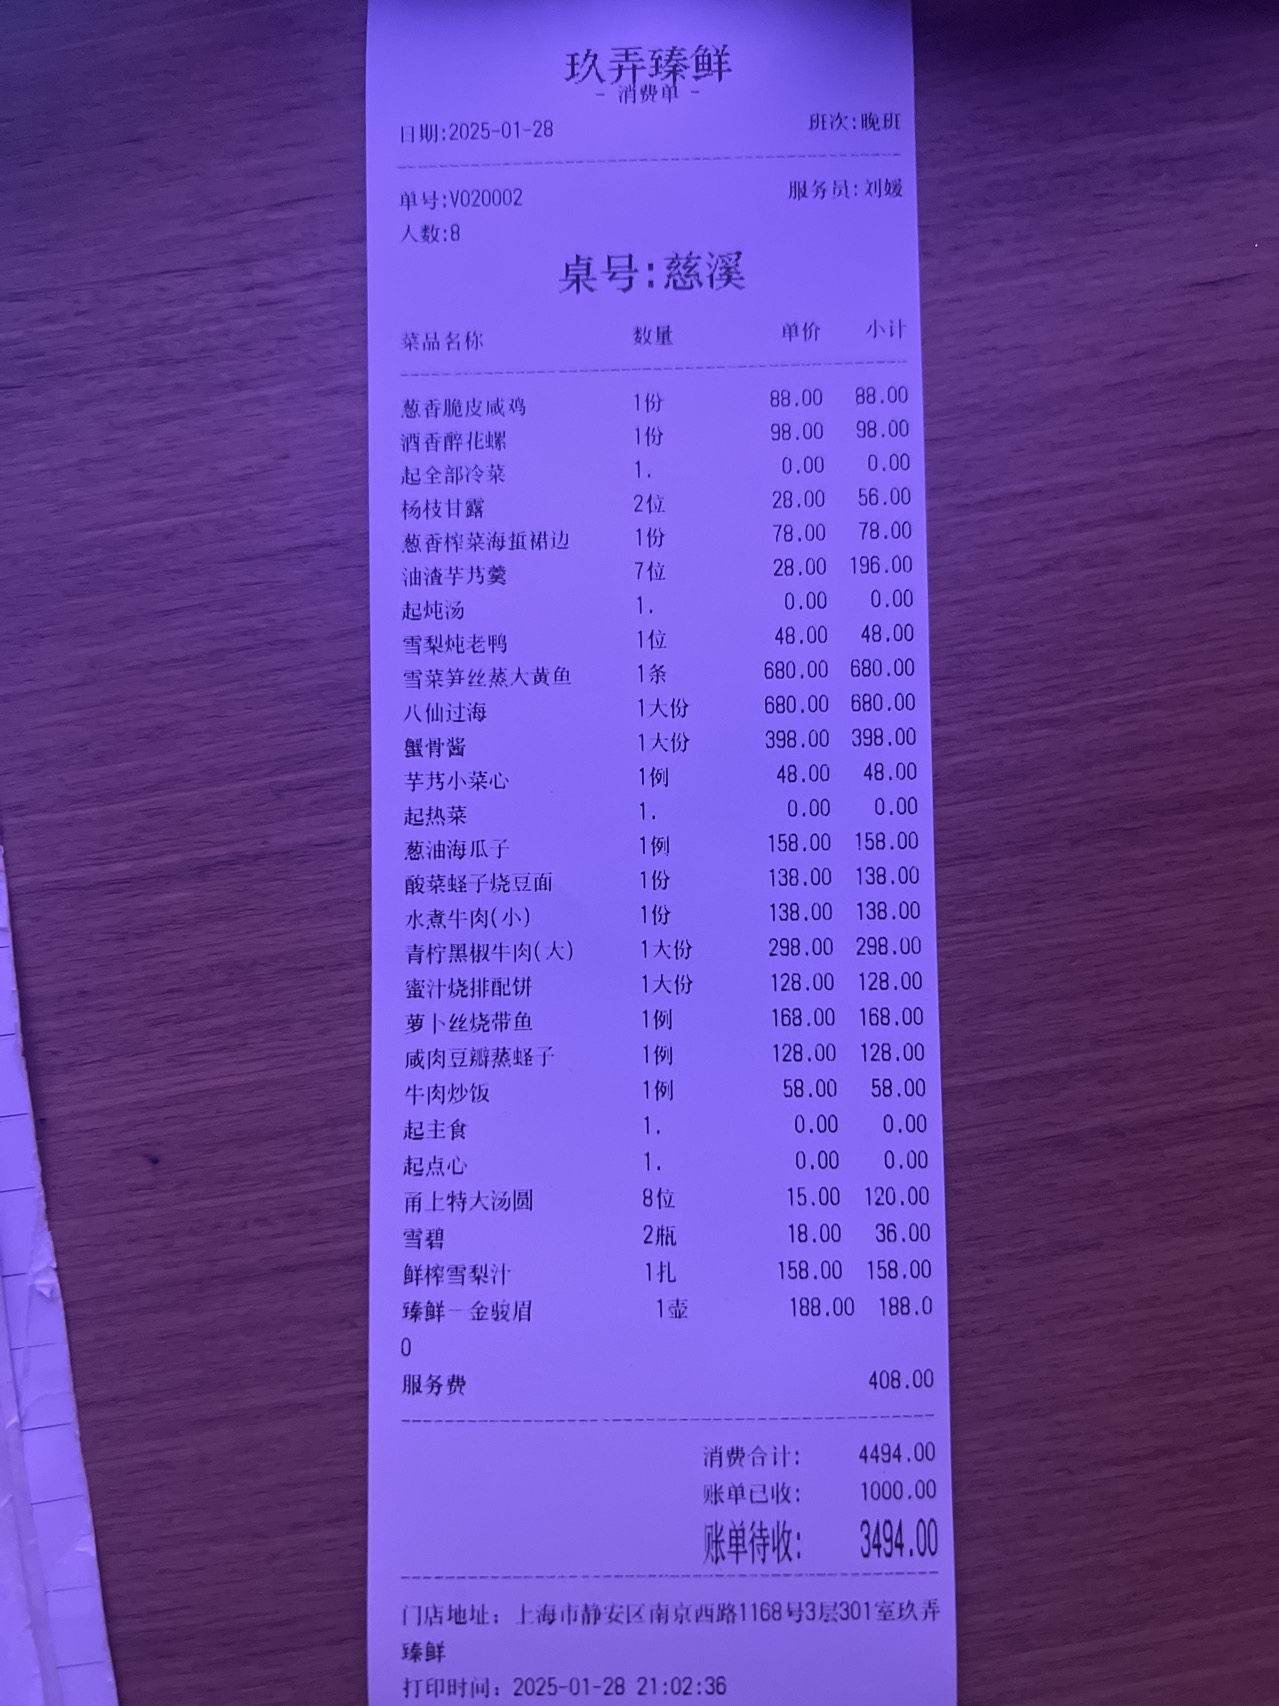 玖弄臻鲜
- 消费单 -
日期:2025-01-28 班次:晚班
单号:V020002 服务员:刘媛
人数:8
桌号:慈溪
菜品名称 数量 单价 小计
葱香脆皮咸鸡 1份 88.00 88.00
酒香醉花螺 1份 98.00 98.00
起全部冷菜 1. 0.00 0.00
杨枝甘露 2位 28.00 56.00
葱香榨菜海蜇裙边 1份 78.00 78.00
油渣芋艿羹 7位 28.00 196.00
起炖汤 1. 0.00 0.00
雪梨炖老鸭 1位 48.00 48.00
雪菜笋丝蒸大黄鱼 1条 680.00 680.00
八仙过海 1大份 680.00 680.00
蟹骨酱 1大份 398.00 398.00
芋艿小菜心 1例 48.00 48.00
起热菜 1. 0.00 0.00
葱油海瓜子 1例 158.00 158.00
酸菜蛏子烧豆面 1份 138.00 138.00
水煮牛肉(小) 1份 138.00 138.00
青柠黑椒牛肉(大) 1大份 298.00 298.00
蜜汁烧排配饼 1大份 128.00 128.00
萝卜丝烧带鱼 1例 168.00 168.00
咸肉豆瓣蒸蛏子 1例 128.00 128.00
牛肉炒饭 1例 58.00 58.00
起主食 1. 0.00 0.00
起点心 1. 0.00 0.00
甬上特大汤圆 8位 15.00 120.00
雪碧 2瓶 18.00 36.00
鲜榨雪梨汁 1扎 158.00 158.00
臻鲜一金骏眉 1壶 188.00 188.0
0
服务费 408.00
消费合计: 4494.00
账单已收: 1000.00
账单待收: 3494.00
门店地址: 上海市静安区南京西路1168号3层301室玖弄
臻鲜
打印时间: 2025-01-28 21:02:36